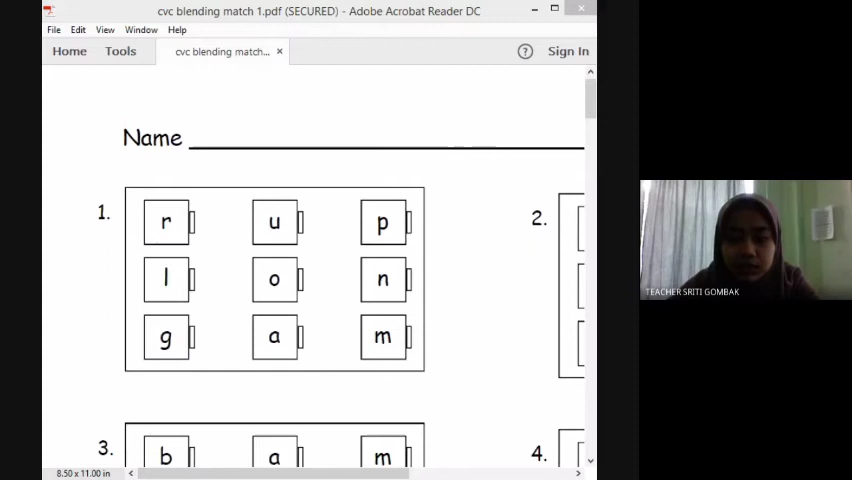 cvc blending match 1.pdf (SECURED) - Adobe Acrobat Reader DC
File Edit View Window Help
Home Tools cvc blending match... × ? Sign In
Name
1. r u p
l o n
g a m
2.
3. b a m
4.
8.50 x 11.00 in
TEACHER SRITI GOMBAK